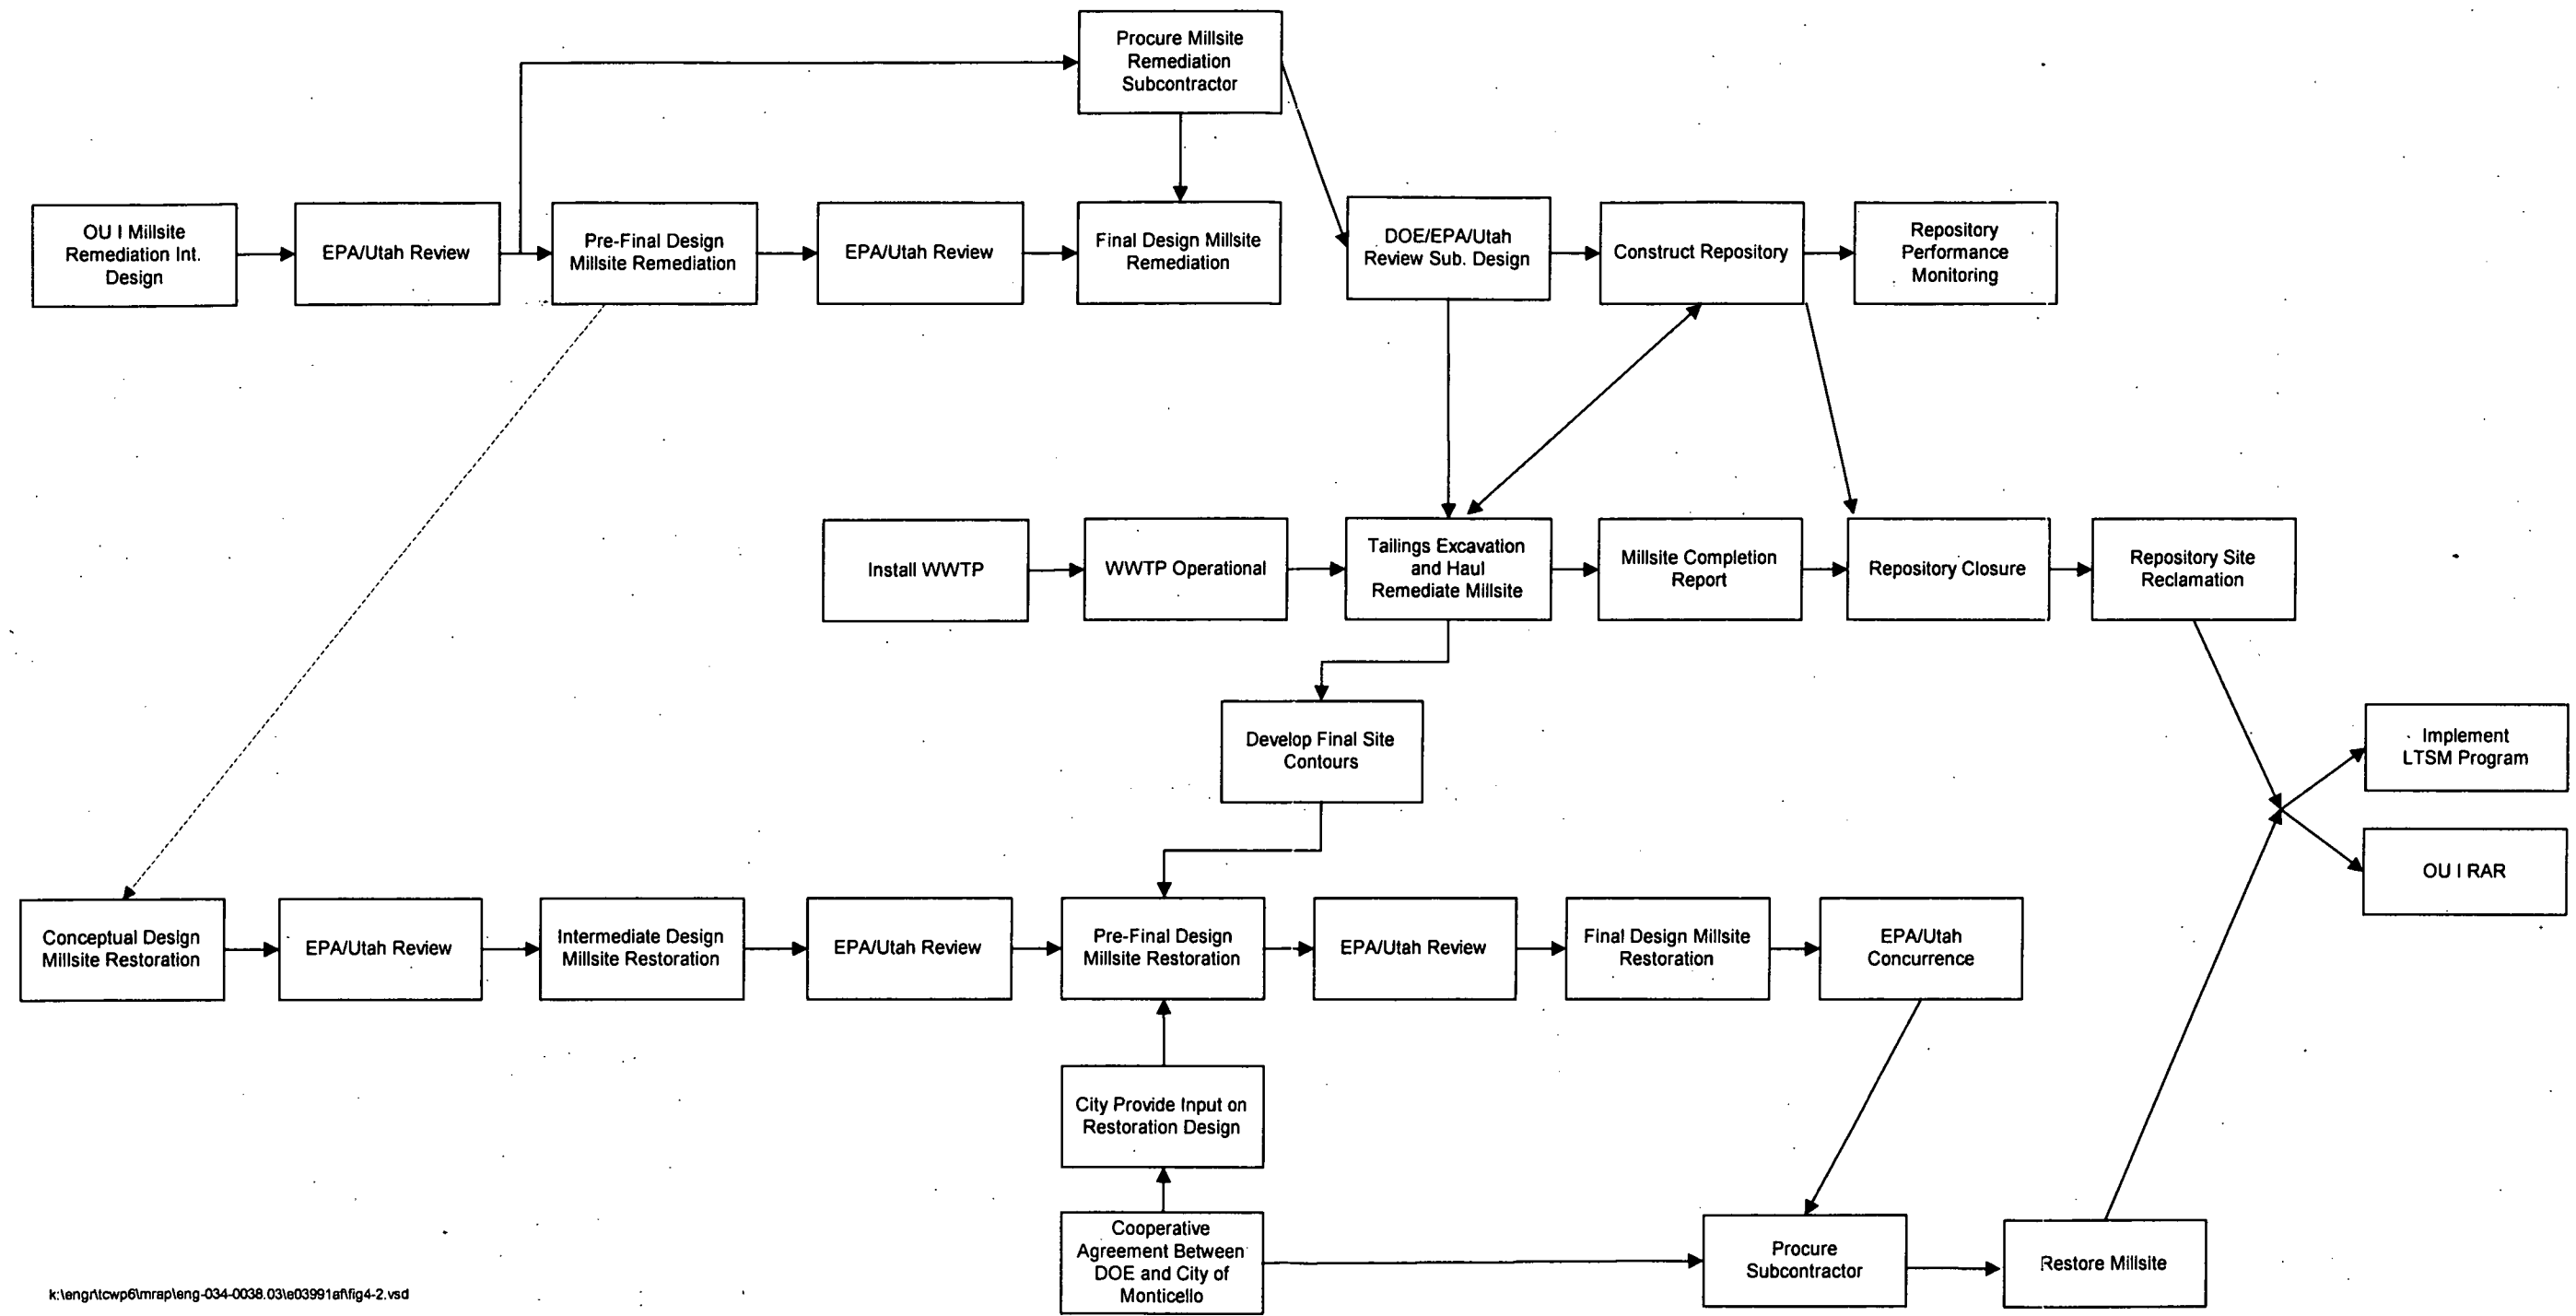 Procure Millsite
Remediation
Subcontractor
OU I Millsite
Remediation Int.
Design
EPA/Utah Review
Pre-Final Design
Millsite Remediation
EPA/Utah Review
Final Design Millsite
Remediation
DOE/EPA/Utah
Review Sub. Design
Construct Repository
Repository
Performance
Monitoring
Install WWTP
WWTP Operational
Tailings Excavation
and Haul
Remediate Millsite
Millsite Completion
Report
Repository Closure
Repository Site
Reclamation
Develop Final Site
Contours
Implement
LTSM Program
OU I RAR
Conceptual Design
Millsite Restoration
EPA/Utah Review
Intermediate Design
Millsite Restoration
EPA/Utah Review
Pre-Final Design
Millsite Restoration
EPA/Utah Review
Final Design Millsite
Restoration
EPA/Utah
Concurrence
City Provide Input on
Restoration Design
Cooperative
Agreement Between
DOE and City of
Monticello
Procure
Subcontractor
Restore Millsite
k:\engr\tcwp6\mrap\eng-034-0038.03\e03991af\fig4-2.vsd